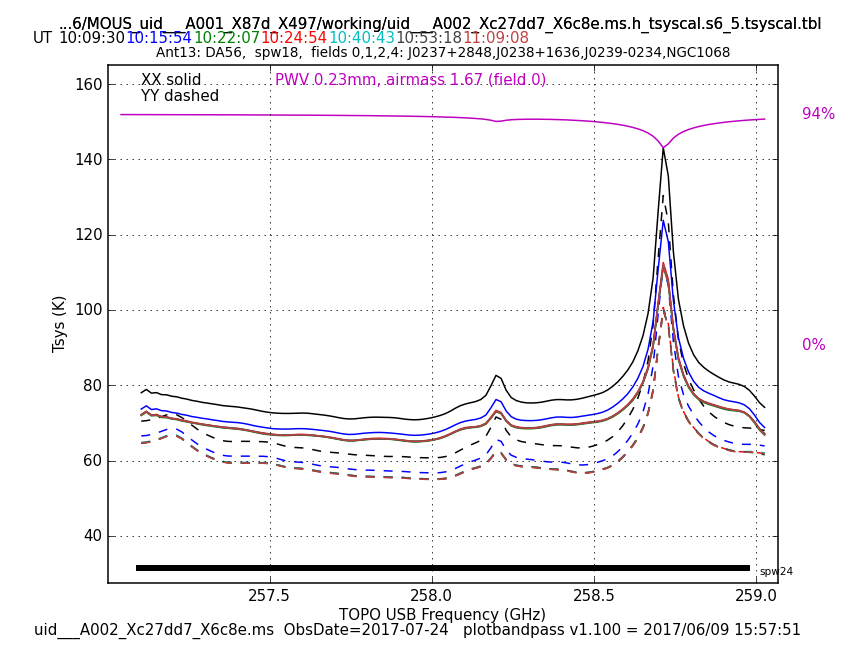 ...6/MOUS_uid___A001_X87d_X497/working/uid___A002_Xc27dd7_X6c8e.ms.h_tsyscal.s6_5.tsyscal.tbl
UT 10:09:30 10:15:54 10:22:07 10:24:54 10:40:43 10:53:18 11:09:08
Ant13: DA56,  spw18,  fields 0,1,2,4: J0237+2848,J0238+1636,J0239-0234,NGC1068
XX solid
PWV 0.23mm, airmass 1.67 (field 0)
YY dashed
94%
0%
160
140
120
100
80
60
40
Tsys (K)
spw24
257.5 258.0 258.5 259.0
TOPO USB Frequency (GHz)
uid___A002_Xc27dd7_X6c8e.ms  ObsDate=2017-07-24   plotbandpass v1.100 = 2017/06/09 15:57:51